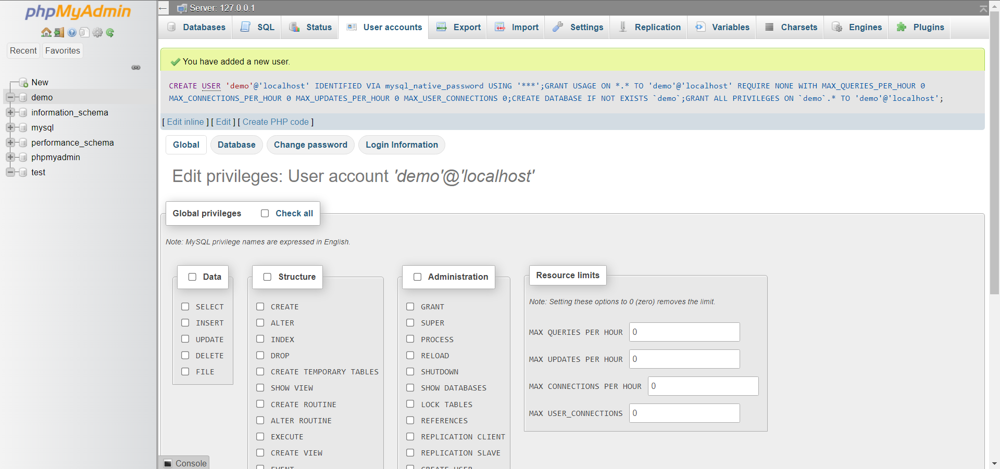 phpMyAdmin
Recent Favorites
New
demo
information_schema
mysql
performance_schema
phpmyadmin
test
Server: 127.0.0.1
Databases SQL Status User accounts Export Import Settings Replication Variables Charsets Engines Plugins
You have added a new user.
CREATE USER 'demo'@'localhost' IDENTIFIED VIA mysql_native_password USING '***';GRANT USAGE ON *.* TO 'demo'@'localhost' REQUIRE NONE WITH MAX_QUERIES_PER_HOUR 0
MAX_CONNECTIONS_PER_HOUR 0 MAX_UPDATES_PER_HOUR 0 MAX_USER_CONNECTIONS 0;CREATE DATABASE IF NOT EXISTS `demo`;GRANT ALL PRIVILEGES ON `demo`.* TO 'demo'@'localhost';
[ Edit inline ] [ Edit ] [ Create PHP code ]
Global Database Change password Login Information
Edit privileges: User account 'demo'@'localhost'
Global privileges Check all
Note: MySQL privilege names are expressed in English.
Data
SELECT
INSERT
UPDATE
DELETE
FILE
Structure
CREATE
ALTER
INDEX
DROP
CREATE TEMPORARY TABLES
SHOW VIEW
CREATE ROUTINE
ALTER ROUTINE
EXECUTE
CREATE VIEW
EVENT
Administration
GRANT
SUPER
PROCESS
RELOAD
SHUTDOWN
SHOW DATABASES
LOCK TABLES
REFERENCES
REPLICATION CLIENT
REPLICATION SLAVE
CREATE USER
Resource limits
Note: Setting these options to 0 (zero) removes the limit.
MAX QUERIES PER HOUR 0
MAX UPDATES PER HOUR 0
MAX CONNECTIONS PER HOUR 0
MAX USER_CONNECTIONS 0
Console